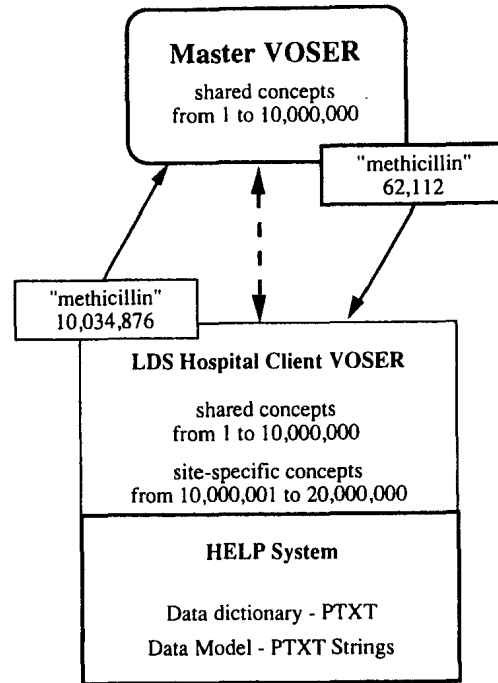 Master VOSER
shared concepts
from 1 to 10,000,000
"methicillin"
62,112
"methicillin"
10,034,876
LDS Hospital Client VOSER
shared concepts
from 1 to 10,000,000
site-specific concepts
from 10,000,001 to 20,000,000
HELP System
Data dictionary - PTXT
Data Model - PTXT Strings